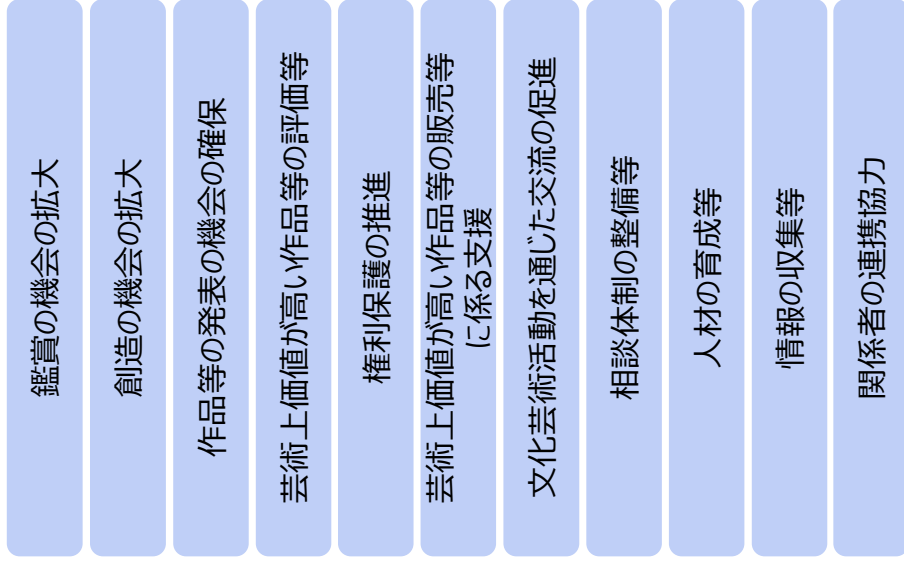 鑑賞の機会の拡大
創造の機会の拡大
作品等の発表の機会の確保
芸術上価値が高い作品等の評価等
権利保護の推進
芸術上価値が高い作品等の販売等
に係る支援
文化芸術活動を通じた交流の促進
相談体制の整備等
人材の育成等
情報の収集等
関係者の連携協力